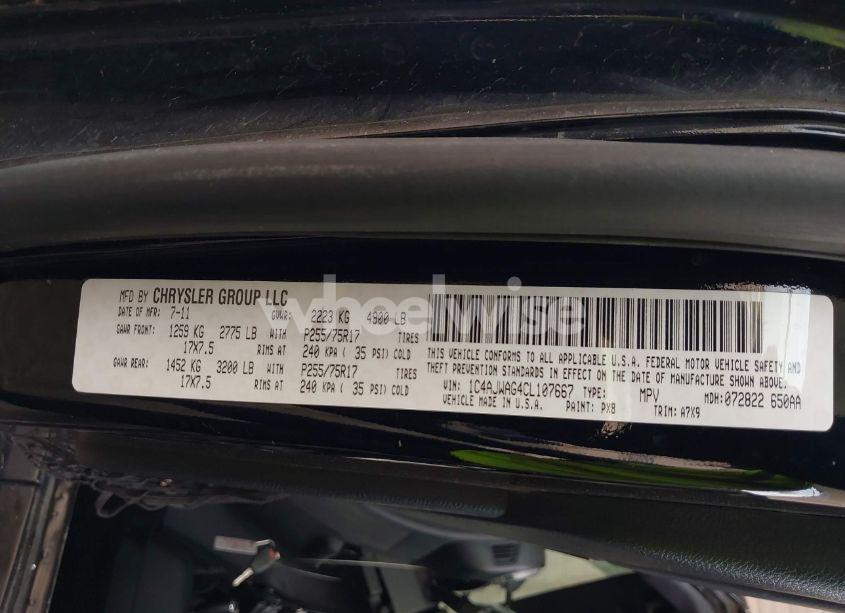 MFD BY CHRYSLER GROUP LLC
DATE OF MFR: 7-11 GVWR: 2223 KG 4900 LB
GAWR FRONT: 1259 KG 2775 LB WITH P255/75R17 TIRES
17X7.5 RIMS AT 240 KPA ( 35 PSI) COLD
GAWR REAR: 1452 KG 3200 LB WITH P255/75R17 TIRES
17X7.5 RIMS AT 240 KPA ( 35 PSI) COLD
THIS VEHICLE CONFORMS TO ALL APPLICABLE U.S.A. FEDERAL MOTOR VEHICLE SAFETY AND
THEFT PREVENTION STANDARDS IN EFFECT ON THE DATE OF MANUFACTURE SHOWN ABOVE.
VIN: 1C4AJWAG4CL107667 TYPE: MPV MDH: 072822 650AA
VEHICLE MADE IN U.S.A. PAINT: PX8 TRIM: A7X9
wheelwise